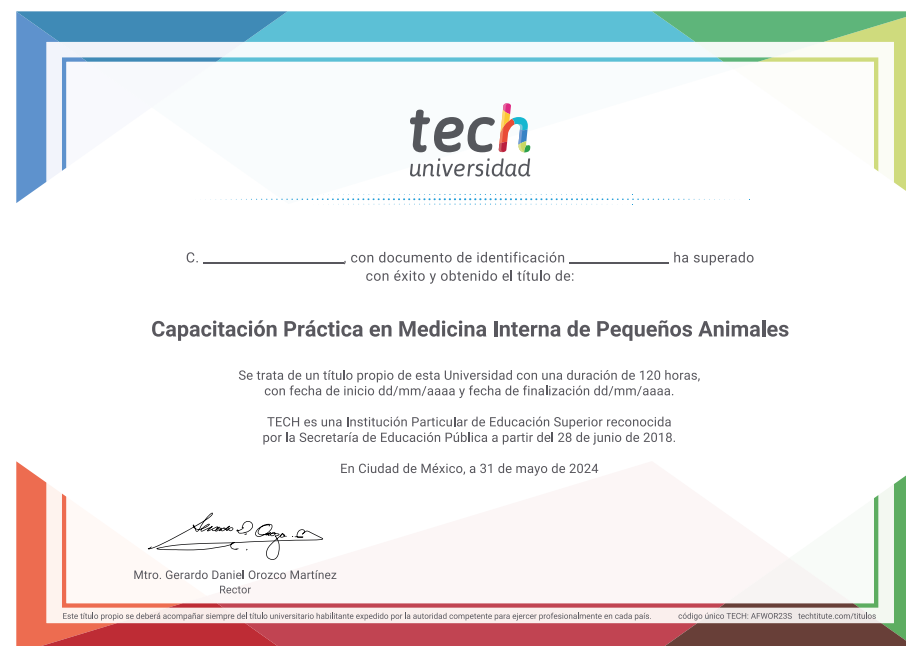 tech
universidad
C. ____________________, con documento de identificación ______________ ha superado
con éxito y obtenido el título de:
Capacitación Práctica en Medicina Interna de Pequeños Animales
Se trata de un título propio de esta Universidad con una duración de 120 horas,
con fecha de inicio dd/mm/aaaa y fecha de finalización dd/mm/aaaa.
TECH es una Institución Particular de Educación Superior reconocida
por la Secretaría de Educación Pública a partir del 28 de junio de 2018.
En Ciudad de México, a 31 de mayo de 2024
Mtro. Gerardo Daniel Orozco Martínez
Rector
Este título propio se deberá acompañar siempre del título universitario habilitante expedido por la autoridad competente para ejercer profesionalmente en cada país. código único TECH: AFWOR23S techtitute.com/titulos